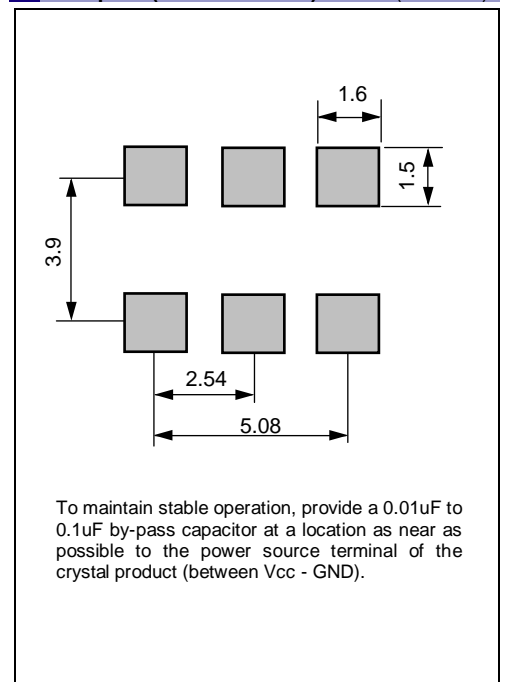 1.6
1.5
3.9
2.54
5.08
To maintain stable operation, provide a 0.01uF to
0.1uF by-pass capacitor at a location as near as
possible to the power source terminal of the
crystal product (between Vcc - GND).